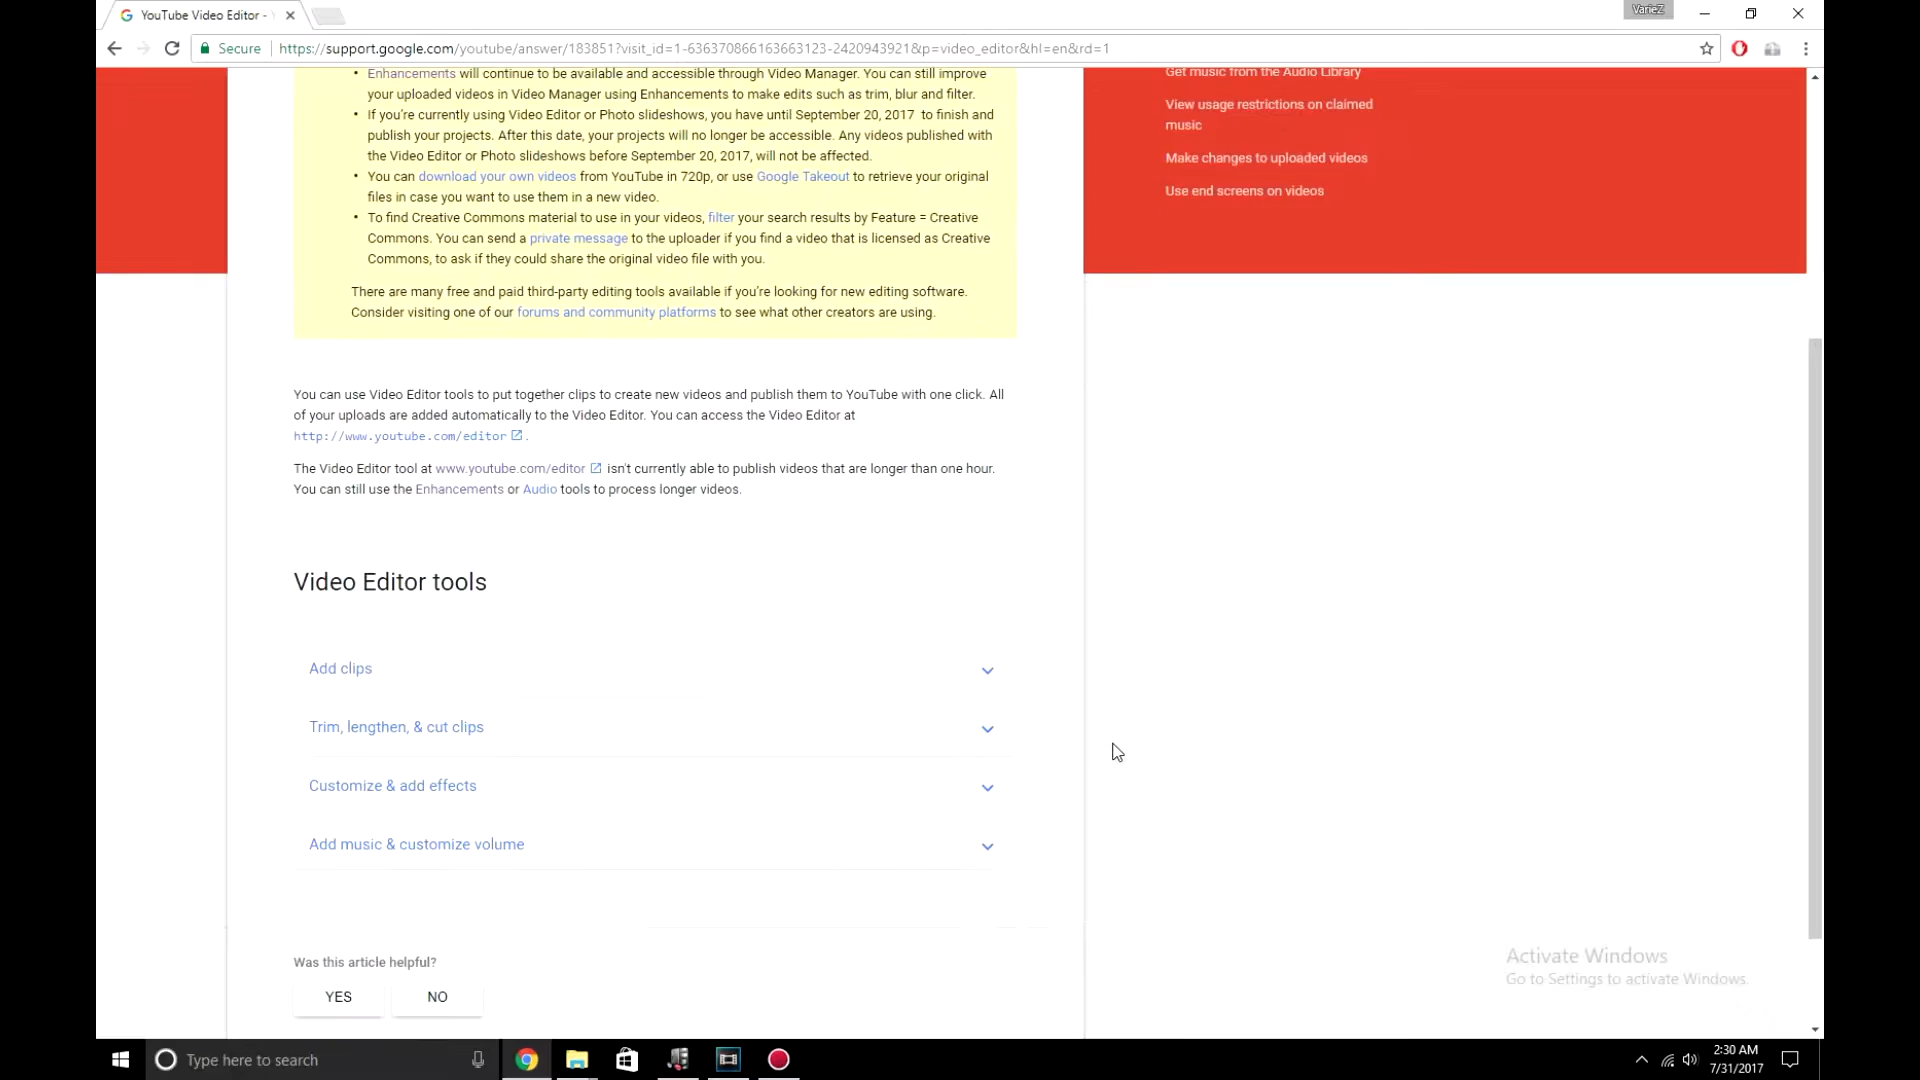 YouTube Video Editor -
VarieZ
Secure
https://support.google.com/youtube/answer/183851?visit_id=1-636370866163663123-2420943921&p=video_editor&hl=en&rd=1
• Enhancements will continue to be available and accessible through Video Manager. You can still improve
your uploaded videos in Video Manager using Enhancements to make edits such as trim, blur and filter.
• If you're currently using Video Editor or Photo slideshows, you have until September 20, 2017 to finish and
publish your projects. After this date, your projects will no longer be accessible. Any videos published with
the Video Editor or Photo slideshows before September 20, 2017, will not be affected.
• You can download your own videos from YouTube in 720p, or use Google Takeout to retrieve your original
files in case you want to use them in a new video.
• To find Creative Commons material to use in your videos, filter your search results by Feature = Creative
Commons. You can send a private message to the uploader if you find a video that is licensed as Creative
Commons, to ask if they could share the original video file with you.
There are many free and paid third-party editing tools available if you're looking for new editing software.
Consider visiting one of our forums and community platforms to see what other creators are using.
Get music from the Audio Library
View usage restrictions on claimed
music
Make changes to uploaded videos
Use end screens on videos
You can use Video Editor tools to put together clips to create new videos and publish them to YouTube with one click. All
of your uploads are added automatically to the Video Editor. You can access the Video Editor at
http://www.youtube.com/editor .
The Video Editor tool at www.youtube.com/editor isn't currently able to publish videos that are longer than one hour.
You can still use the Enhancements or Audio tools to process longer videos.
Video Editor tools
Add clips
Trim, lengthen, & cut clips
Customize & add effects
Add music & customize volume
Was this article helpful?
YES
NO
Activate Windows
Go to Settings to activate Windows.
Type here to search
2:30 AM
7/31/2017